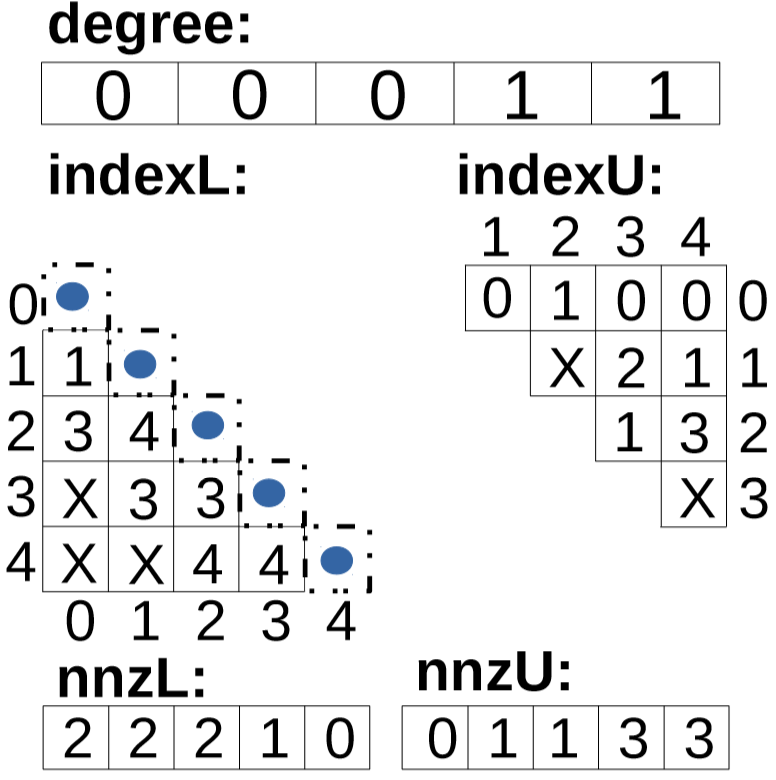 degree:
0 0 0 1 1
indexL: indexU:
1 2 3 4
0 0 1 0 0 0
1 1 X 2 1 1
2 3 4 1 3 2
3 X 3 3 X 3
4 X X 4 4
0 1 2 3 4
nnzL: nnzU:
2 2 2 1 0 0 1 1 3 3